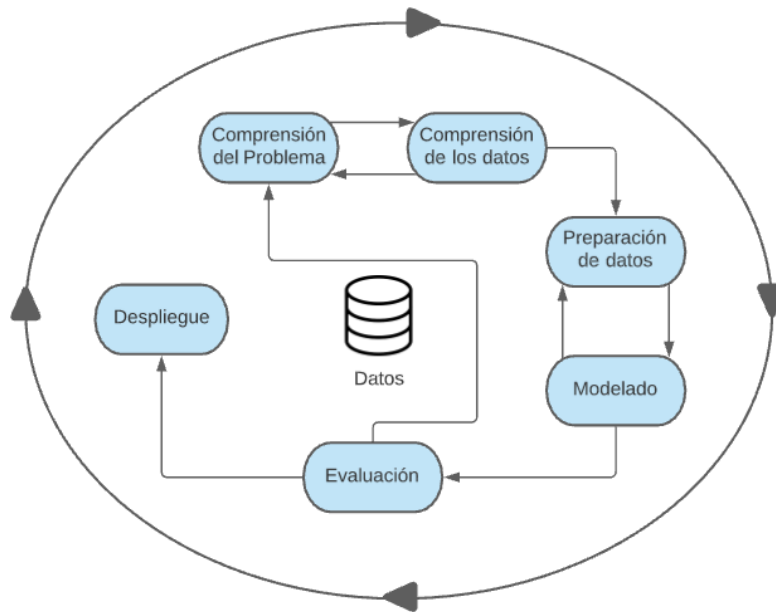 Comprensión
del Problema
Comprensión
de los datos
Preparación
de datos
Despliegue
Datos
Modelado
Evaluación